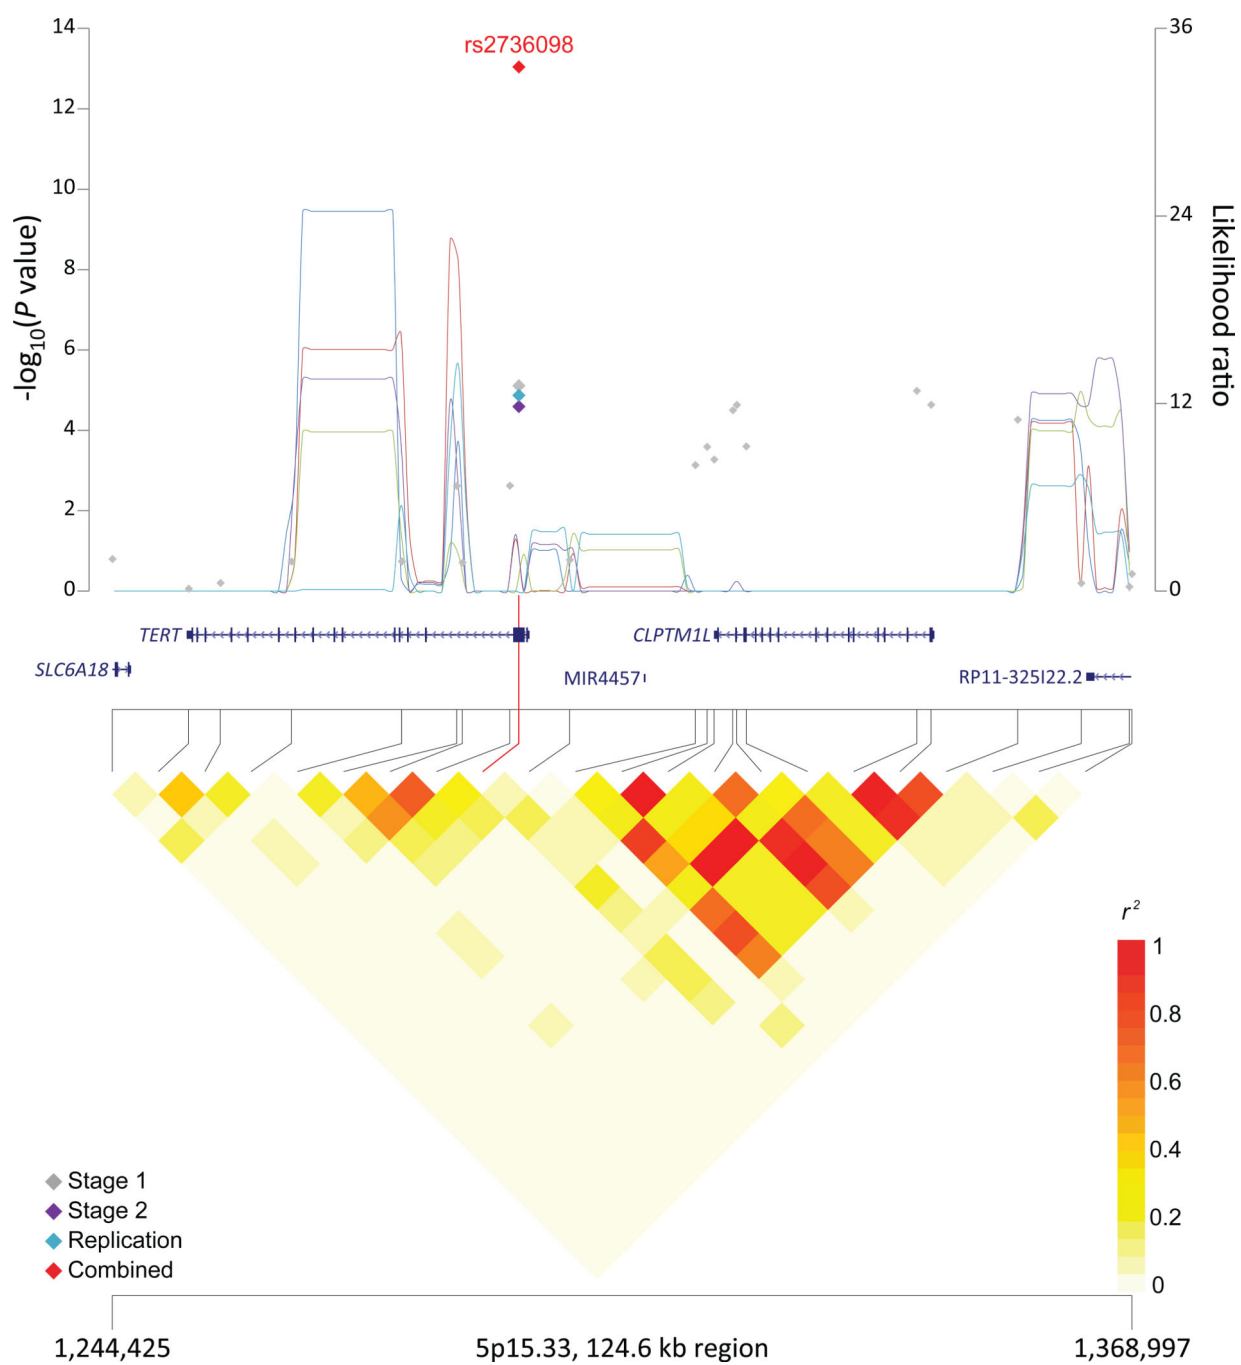 14
12
10
8
6
4
2
0
-log10(P value)
rs2736098
36
24
12
0
Likelihood ratio
TERT
CLPTM1L
SLC6A18
MIR4457
RP11-325I22.2
r²
1
0.8
0.6
0.4
0.2
0
Stage 1
Stage 2
Replication
Combined
1,244,425
5p15.33, 124.6 kb region
1,368,997